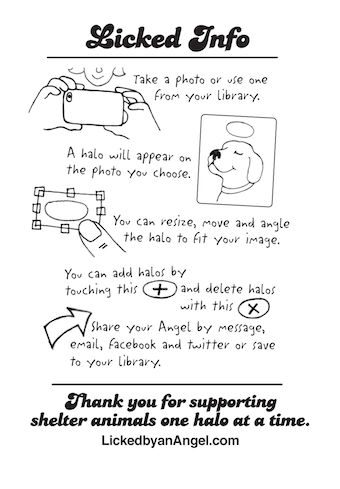 Licked Info
Take a photo or use one
from your library.
A halo will appear on
the photo you choose.
You can resize, move and angle
the halo to fit your image.
You can add halos by
touching this + and delete halos
with this x
Share your Angel by message,
email, facebook and twitter or save
to your library.
Thank you for supporting
shelter animals one halo at a time.
LickedbyanAngel.com